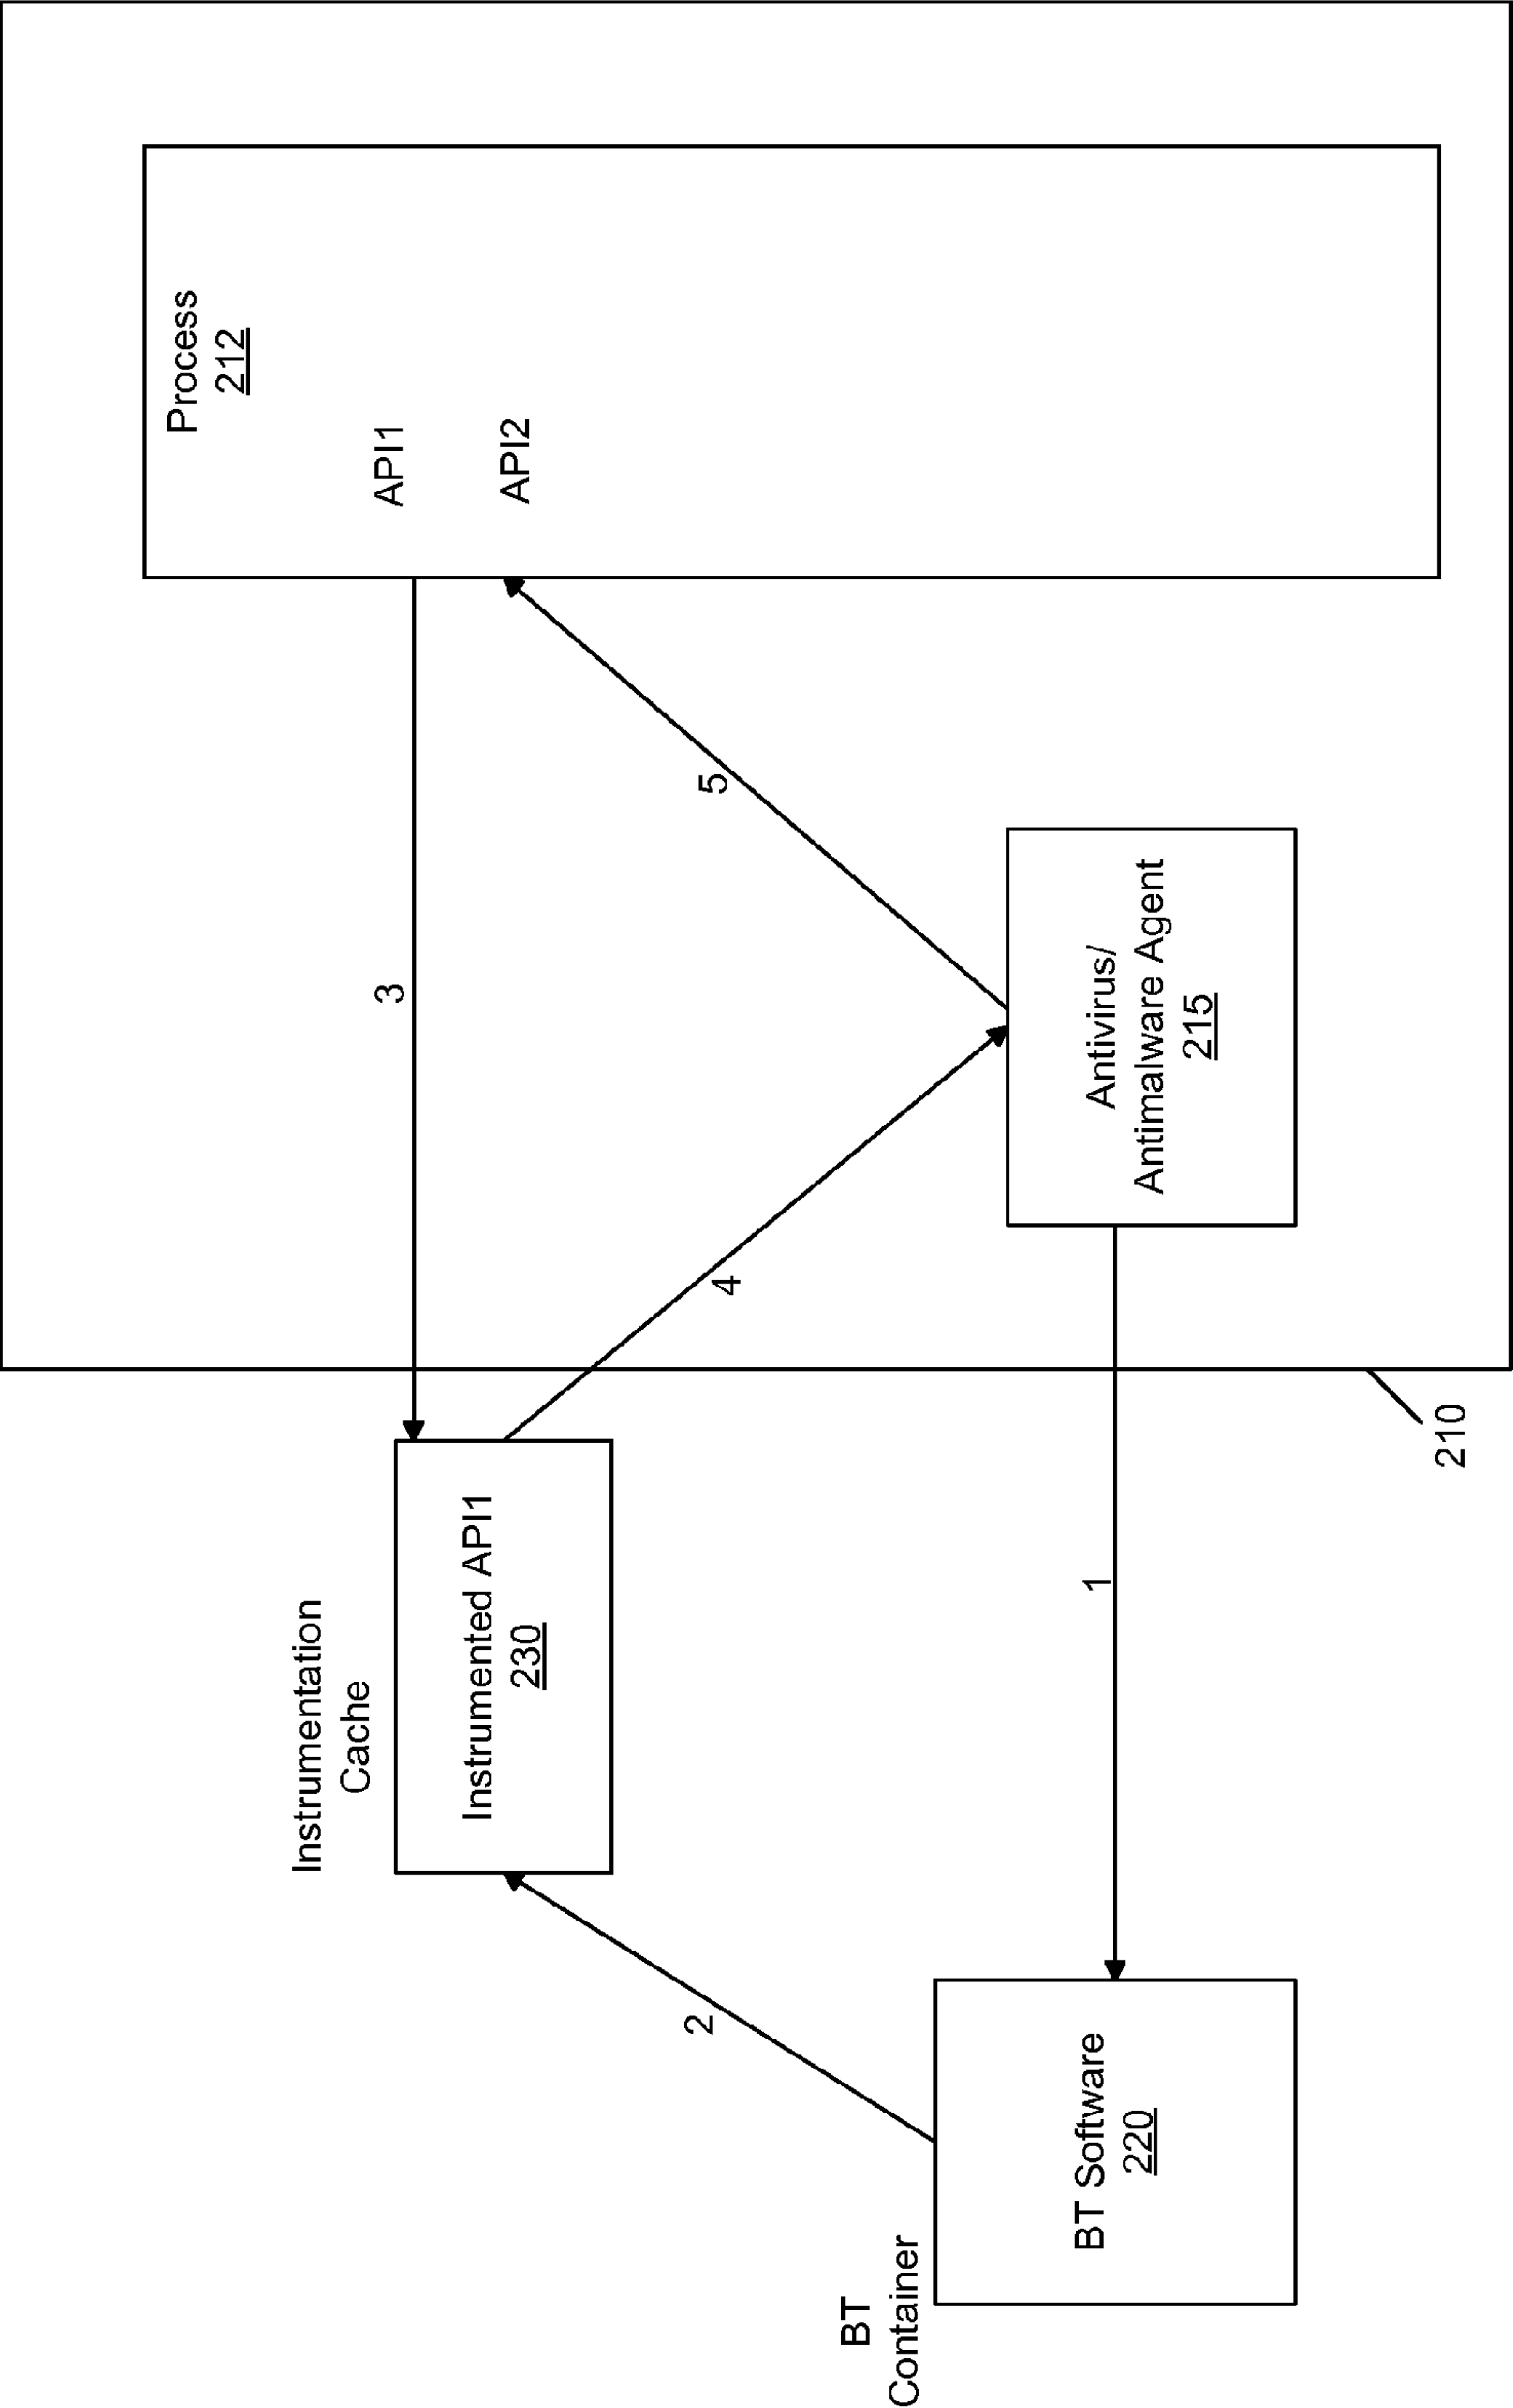 Process
212
Instrumentation
Cache
3
API1
Instrumented API1
230
API2
2
4
5
BT
Container
BT Software
220
1
Antivirus/
Antimalware Agent
215
210